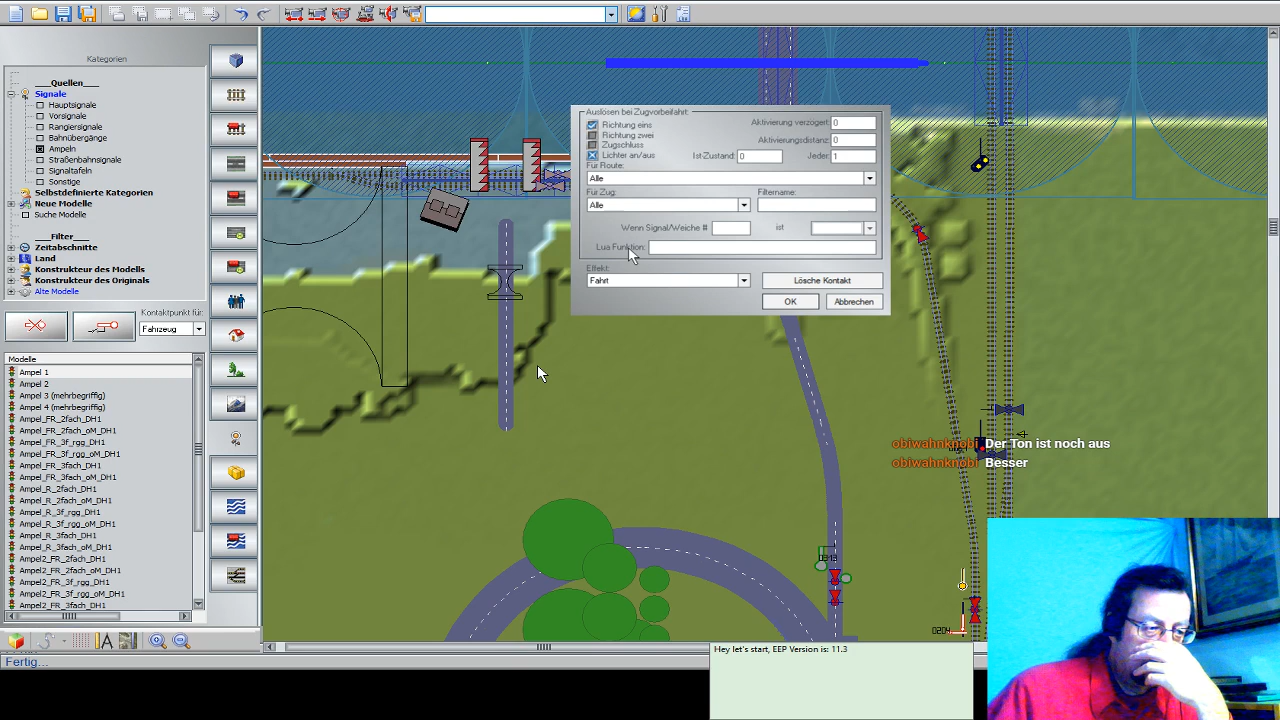 Kategorien
___Quellen___
Signale
Hauptsignale
Vorsignale
Rangiersignale
Bahnübergänge
Ampeln
Straßenbahnsignale
Signaltafeln
Sonstige
Selbstdefinierte Kategorien
Neue Modelle
Suche Modelle
___Filter___
Zeitabschnitte
Land
Konstrukteur des Modells
Konstrukteur des Originals
Alte Modelle
Kontaktpunkt für:
Fahrzeug
Modelle
Ampel 1
Ampel 2
Ampel 3 (mehrbegriffig)
Ampel 4 (mehrbegriffig)
Ampel_FR_2fach_DH1
Ampel_FR_2fach_oM_DH1
Ampel_FR_3f_rgg_DH1
Ampel_FR_3f_rgg_oM_DH1
Ampel_FR_3fach_DH1
Ampel_FR_3fach_oM_DH1
Ampel_R_2fach_DH1
Ampel_R_2fach_oM_DH1
Ampel_R_3f_rgg_DH1
Ampel_R_3f_rgg_oM_DH1
Ampel_R_3fach_DH1
Ampel_R_3fach_oM_DH1
Ampel2_FR_2fach_DH1
Ampel2_FR_2fach_oM_DH1
Ampel2_FR_3f_rgg_DH1
Ampel2_FR_3f_rgg_oM_DH1
Ampel2_FR_3fach_DH1
Fertig...
Auslösen bei Zugvorbeifahrt
Richtung eins
Aktivierung verzögert: 0
Richtung zwei
Aktivierungsdistanz: 0
Zugschluss
Lichter an/aus
Ist-Zustand: 0
Jeder: 1
Für Route:
Alle
Für Zug:
Filtername:
Alle
Wenn Signal/Weiche #
ist
Lua Funktion:
Effekt:
Fahrt
Lösche Kontakt
OK
Abbrechen
obiwahnknobi Der Ton ist noch aus
obiwahnknobi Besser
0204
Hey let's start, EEP Version is: 11.3